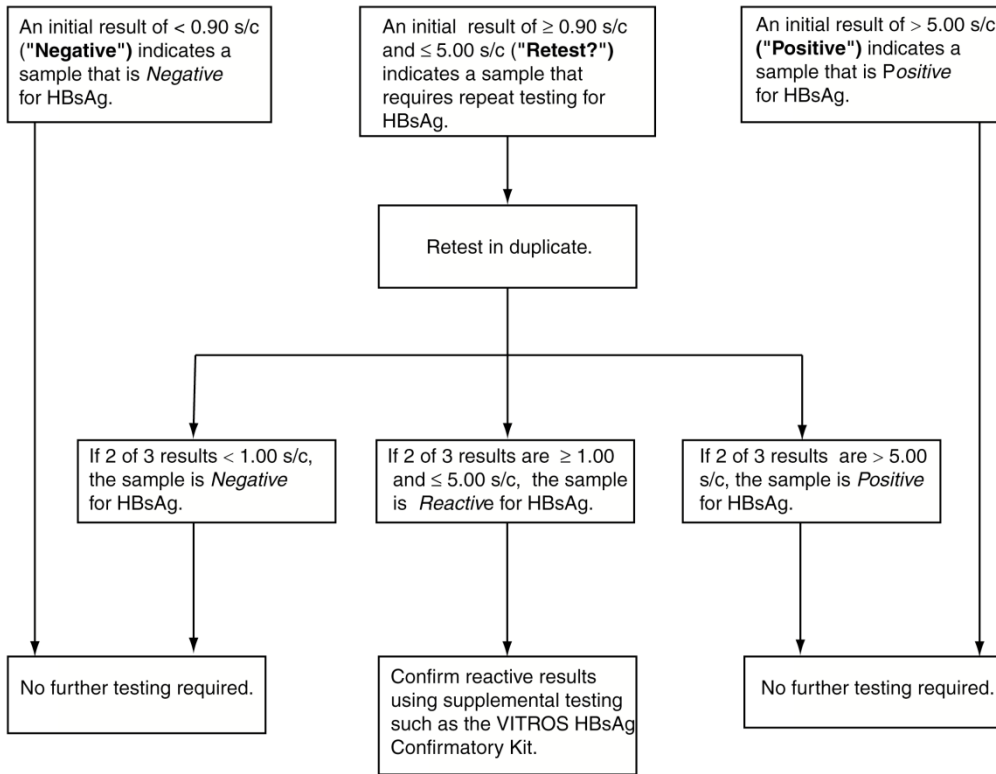 An initial result of < 0.90 s/c
("Negative") indicates a
sample that is Negative
for HBsAg.
An initial result of ≥ 0.90 s/c
and ≤ 5.00 s/c ("Retest?")
indicates a sample that
requires repeat testing for
HBsAg.
An initial result of > 5.00 s/c
("Positive") indicates a
sample that is Positive
for HBsAg.
Retest in duplicate.
If 2 of 3 results < 1.00 s/c,
the sample is Negative
for HBsAg.
If 2 of 3 results are ≥ 1.00
and ≤ 5.00 s/c, the sample
is Reactive for HBsAg.
If 2 of 3 results are > 5.00
s/c, the sample is Positive
for HBsAg.
No further testing required.
Confirm reactive results
using supplemental testing
such as the VITROS HBsAg
Confirmatory Kit.
No further testing required.